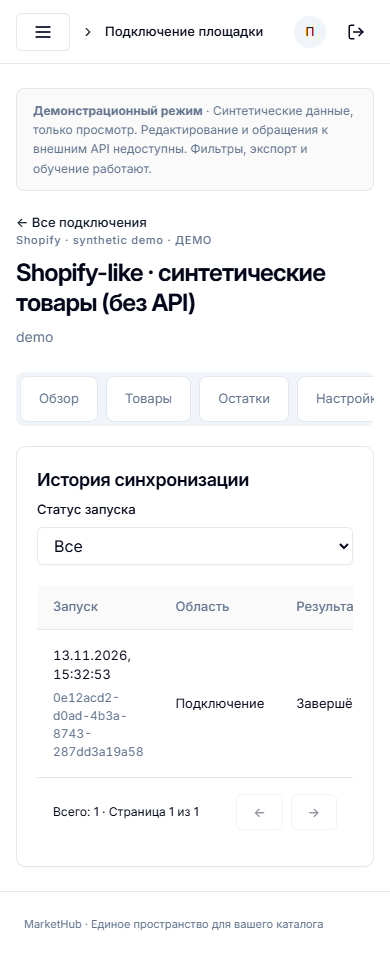 Подключение площадки
П
Демонстрационный режим · Синтетические данные,
только просмотр. Редактирование и обращения к
внешним API недоступны. Фильтры, экспорт и
обучение работают.
← Все подключения
Shopify · synthetic demo · ДЕМО
Shopify-like · синтетические
товары (без API)
demo
Обзор Товары Остатки Настройк
История синхронизации
Статус запуска
Все
Запуск Область Результа
13.11.2026,
15:32:53
0e12acd2-
d0ad-4b3a-
8743-
287dd3a19a58
Подключение Завершё
Всего: 1 · Страница 1 из 1 ← →
MarketHub · Единое пространство для вашего каталога